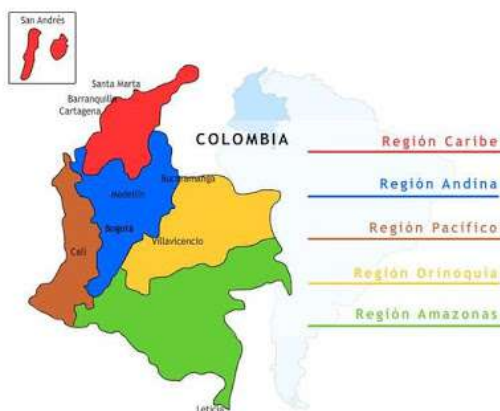 San Andrés
Santa Marta
Barranquilla
Cartagena
COLOMBIA
Región Caribe
Bucaramanga
Región Andina
Medellín
Bogotá
Región Pacífico
Villavicencio
Cali
Región Orinoquia
Región Amazonas
Leticia